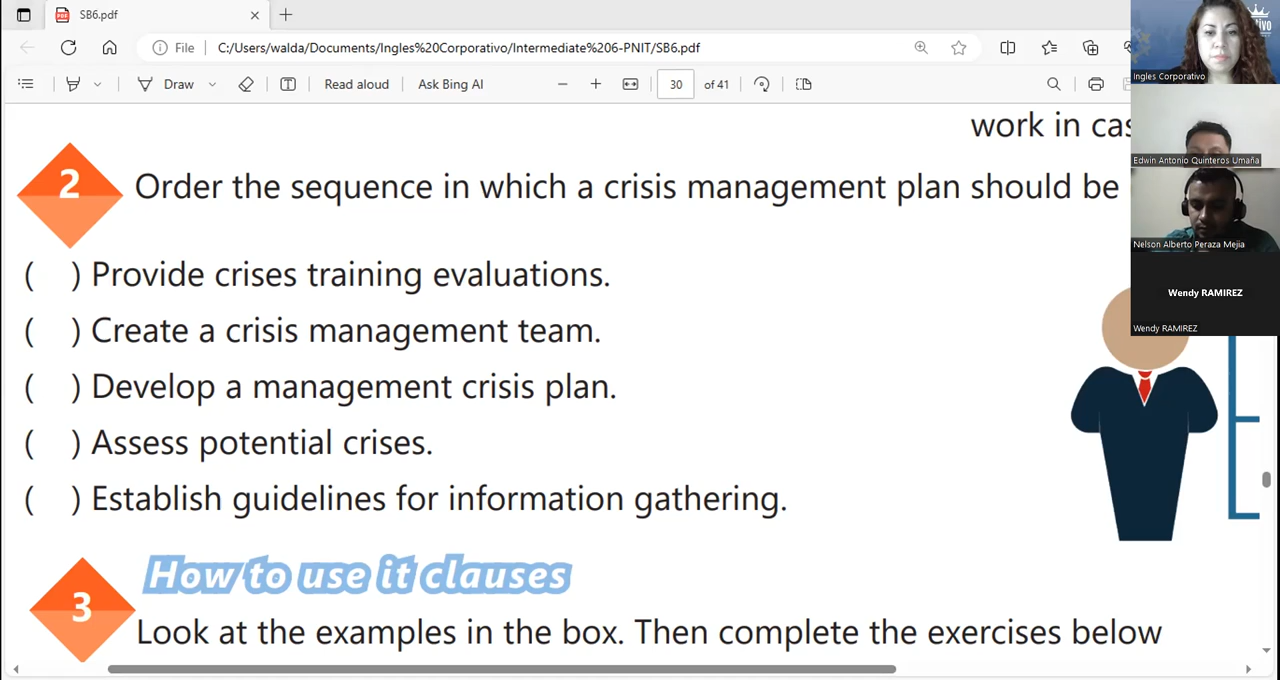 SB6.pdf
File
C:/Users/walda/Documents/Ingles%20Corporativo/Intermediate%206-PNIT/SB6.pdf
Draw
Read aloud
Ask Bing AI
30
of 41
Ingles Corporativo
Edwin Antonio Quinteros Umaña
Nelson Alberto Peraza Mejia
Wendy RAMIREZ
Wendy RAMIREZ
work in
2
Order the sequence in which a crisis management plan should be
( ) Provide crises training evaluations.
( ) Create a crisis management team.
( ) Develop a management crisis plan.
( ) Assess potential crises.
( ) Establish guidelines for information gathering.
How to use it clauses
3
Look at the examples in the box. Then complete the exercises below